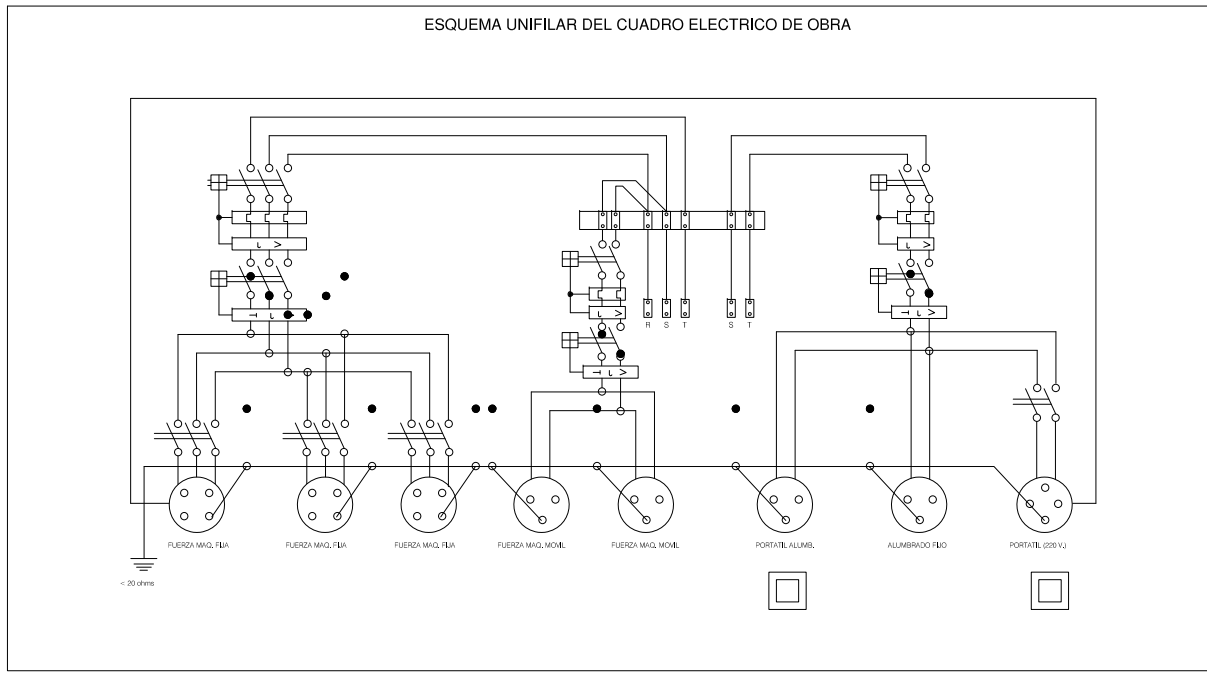 ESQUEMA UNIFILAR DEL CUADRO ELECTRICO DE OBRA
R S T S T
FUERZA MAQ. FIJA
FUERZA MAQ. FIJA
FUERZA MAQ. FIJA
FUERZA MAQ. MOVIL
FUERZA MAQ. MOVIL
PORTATIL ALUMB.
ALUMBRADO FIJO
PORTATIL (220 V.)
< 20 ohms